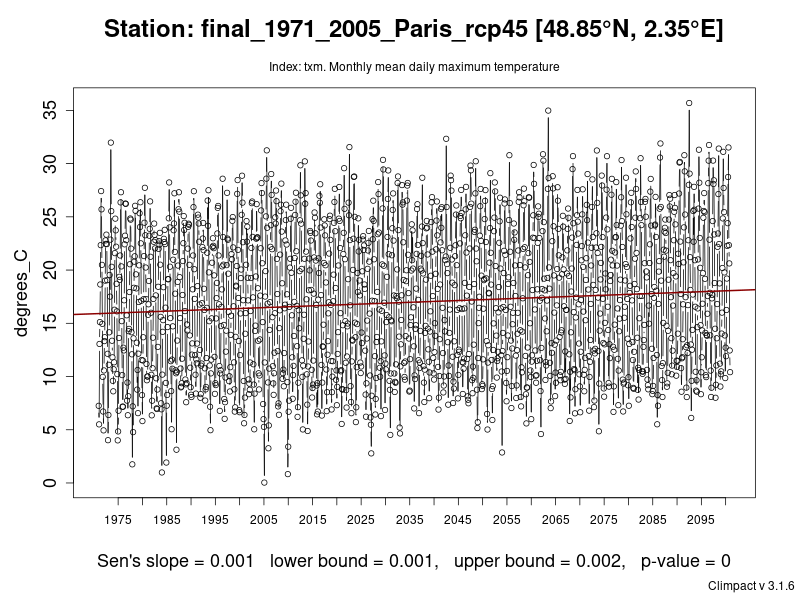 Station: final_1971_2005_Paris_rcp45 [48.85°N, 2.35°E]
Index: txm. Monthly mean daily maximum temperature
degrees_C
35
30
25
20
15
10
5
0
1975 1985 1995 2005 2015 2025 2035 2045 2055 2065 2075 2085 2095
Sen's slope = 0.001 lower bound = 0.001, upper bound = 0.002, p-value = 0
Climpact v 3.1.6